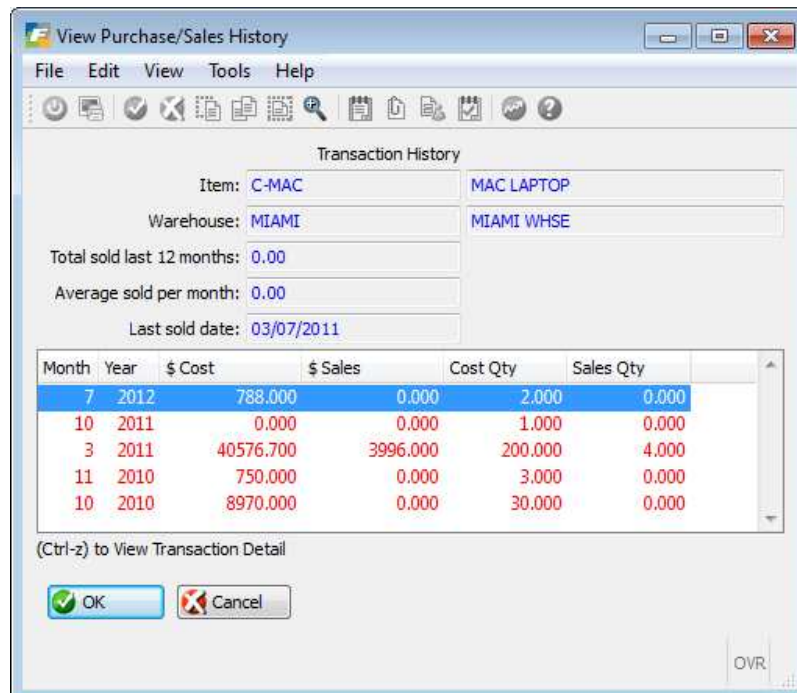 View Purchase/Sales History
File Edit View Tools Help
Transaction History
Item: C-MAC MAC LAPTOP
Warehouse: MIAMI MIAMI WHSE
Total sold last 12 months: 0.00
Average sold per month: 0.00
Last sold date: 03/07/2011
Month Year $ Cost $ Sales Cost Qty Sales Qty
7 2012 788.000 0.000 2.000 0.000
10 2011 0.000 0.000 1.000 0.000
3 2011 40576.700 3996.000 200.000 4.000
11 2010 750.000 0.000 3.000 0.000
10 2010 8970.000 0.000 30.000 0.000
(Ctrl-z) to View Transaction Detail
OK Cancel
OVR